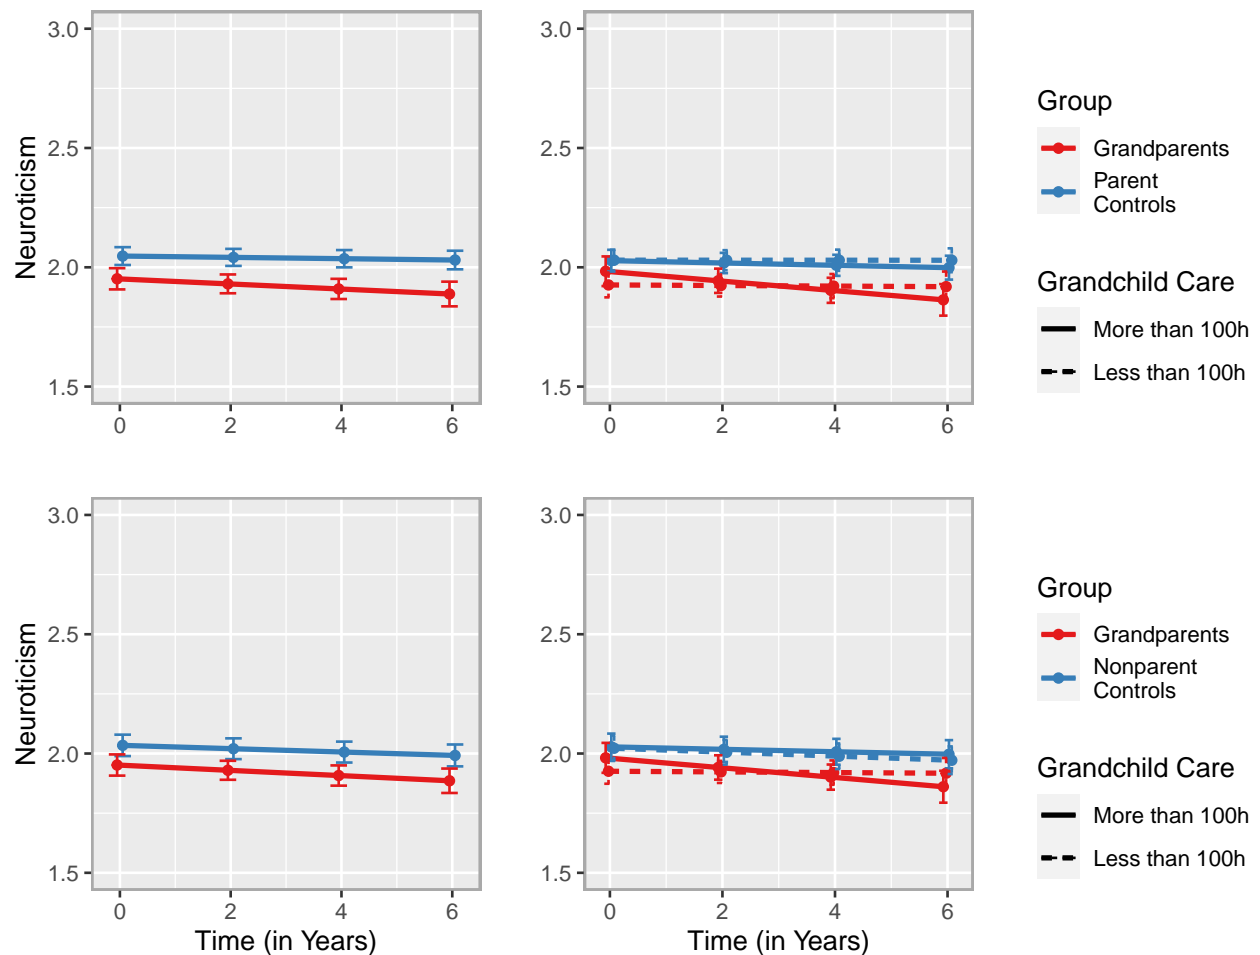 3.0
2.5
2.0
1.5
Neuroticism
0 2 4 6
3.0
2.5
2.0
1.5
0 2 4 6
Group
Grandparents
Parent
Controls
Grandchild Care
More than 100h
Less than 100h
3.0
2.5
2.0
1.5
Neuroticism
0 2 4 6
Time (in Years)
3.0
2.5
2.0
1.5
0 2 4 6
Time (in Years)
Group
Grandparents
Nonparent
Controls
Grandchild Care
More than 100h
Less than 100h